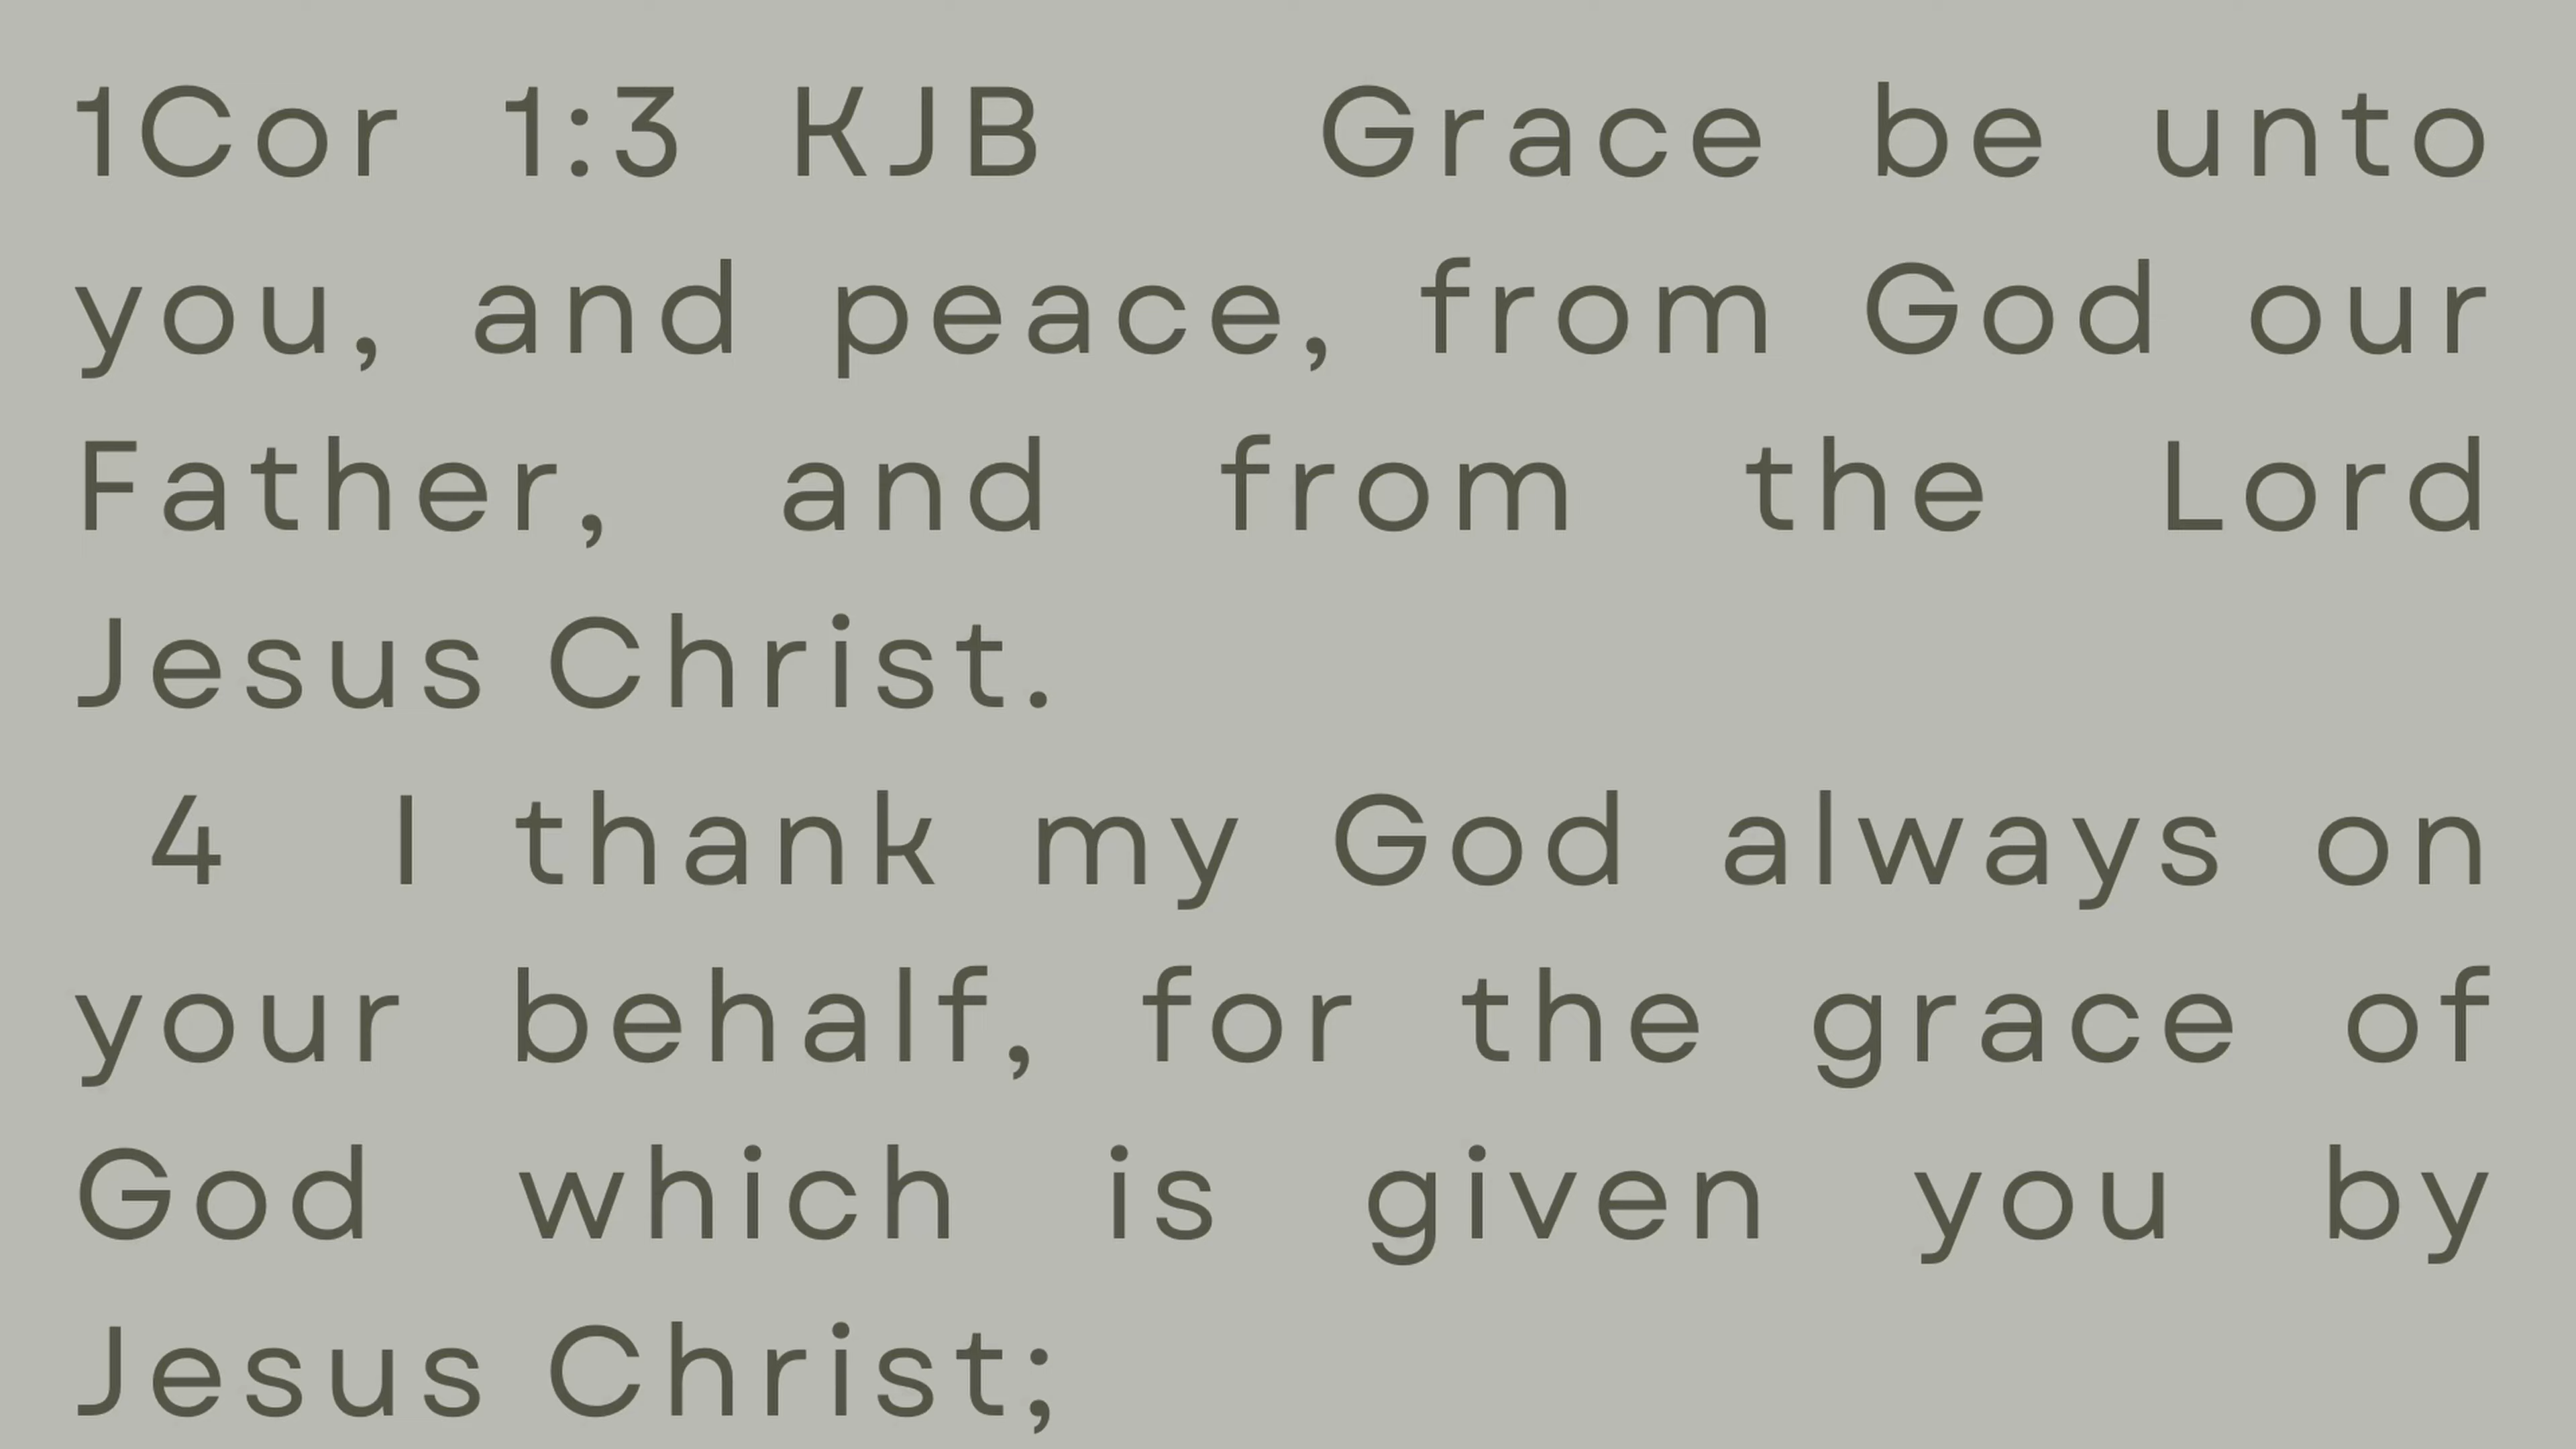 1Cor 1:3 KJB Grace be unto
you, and peace, from God our
Father, and from the Lord
Jesus Christ.
4 I thank my God always on
your behalf, for the grace of
God which is given you by
Jesus Christ;